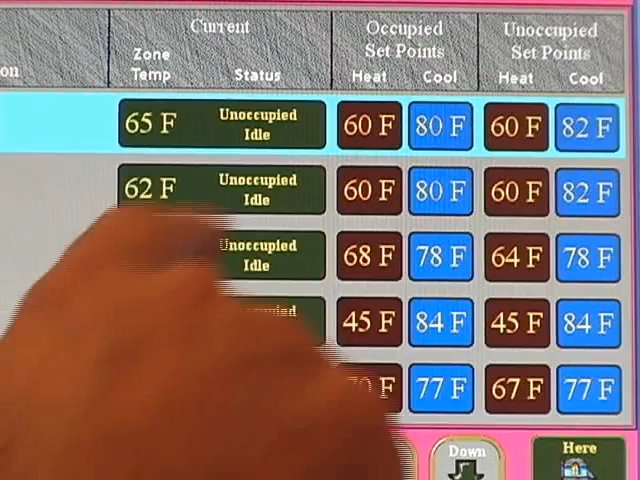 Current Occupied Unoccupied
Set Points Set Points
on Zone
Temp Status Heat Cool Heat Cool
65 F Unoccupied
Idle 60 F 80 F 60 F 82 F
62 F Unoccupied
Idle 60 F 80 F 60 F 82 F
Unoccupied
Idle 68 F 78 F 64 F 78 F
45 F 84 F 45 F 84 F
F 77 F 67 F 77 F
Down Here